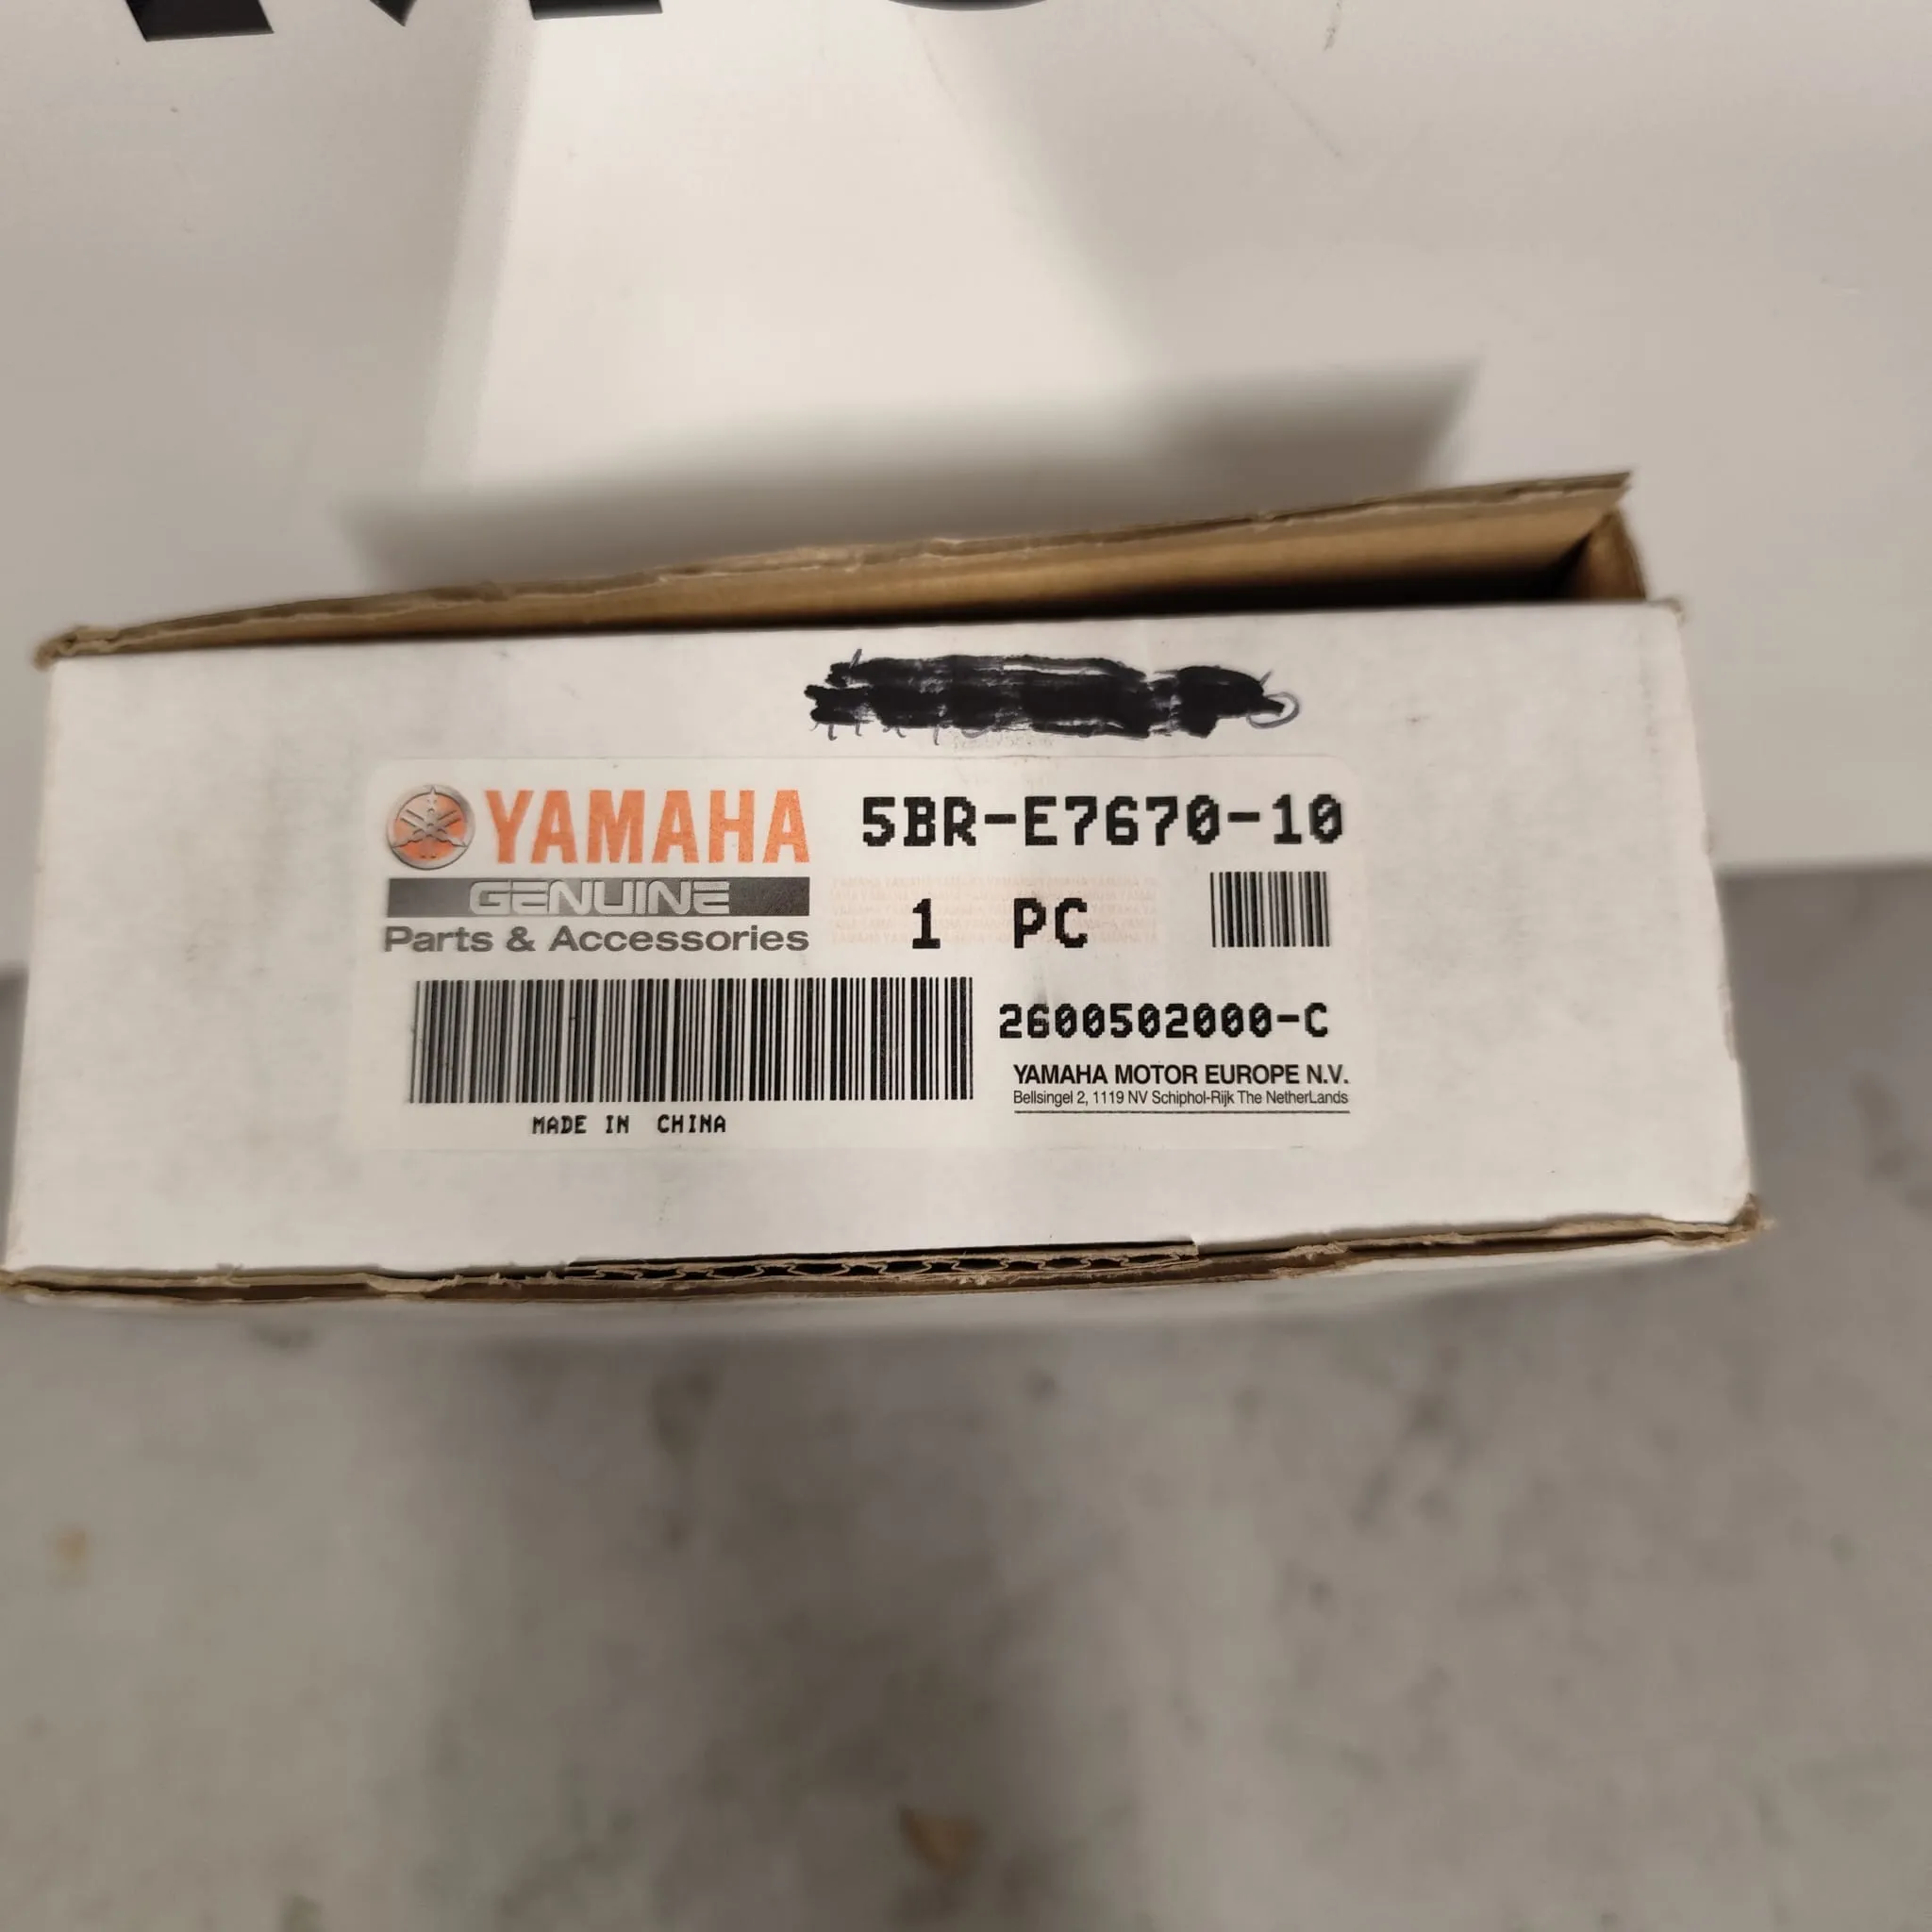 YAMAHA
GENUINE
Parts & Accessories
5BR-E7670-10
1 PC
2600502000-C
YAMAHA MOTOR EUROPE N.V.
Bellsingel 2, 1119 NV Schiphol-Rijk The NetherLands
MADE IN CHINA